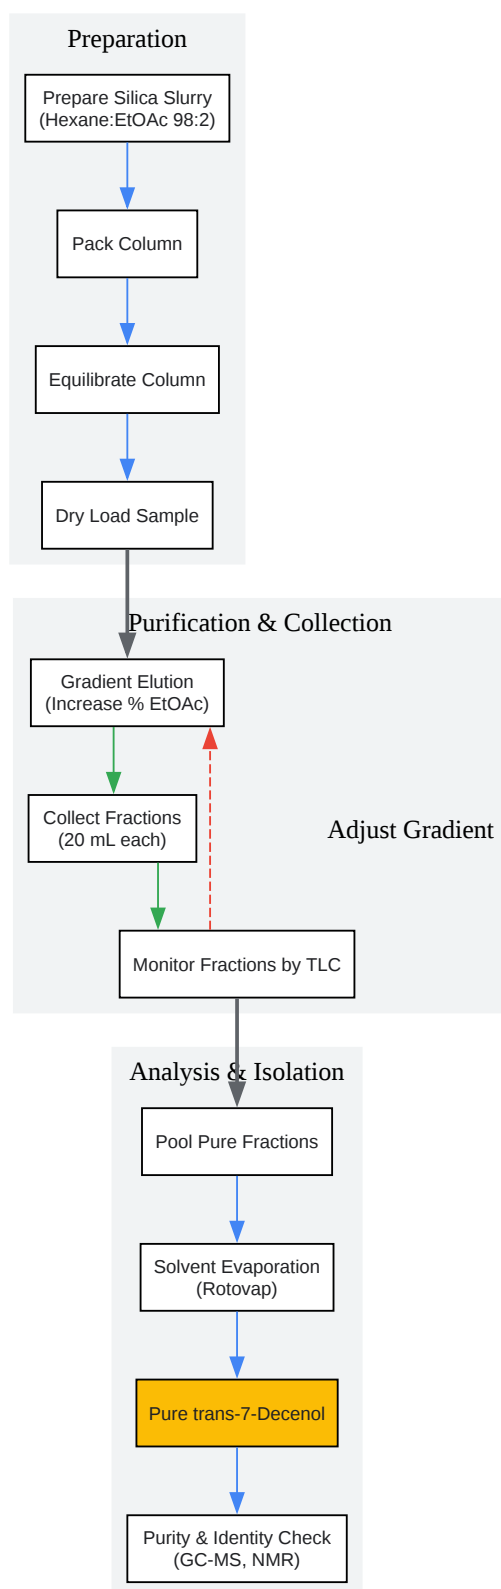 Preparation
Prepare Silica Slurry
(Hexane:EtOAc 98:2)
Pack Column
Equilibrate Column
Dry Load Sample
Purification & Collection
Gradient Elution
(Increase % EtOAc)
Collect Fractions
(20 mL each)
Adjust Gradient
Monitor Fractions by TLC
Analysis & Isolation
Pool Pure Fractions
Solvent Evaporation
(Rotovap)
Pure trans-7-Decenol
Purity & Identity Check
(GC-MS, NMR)